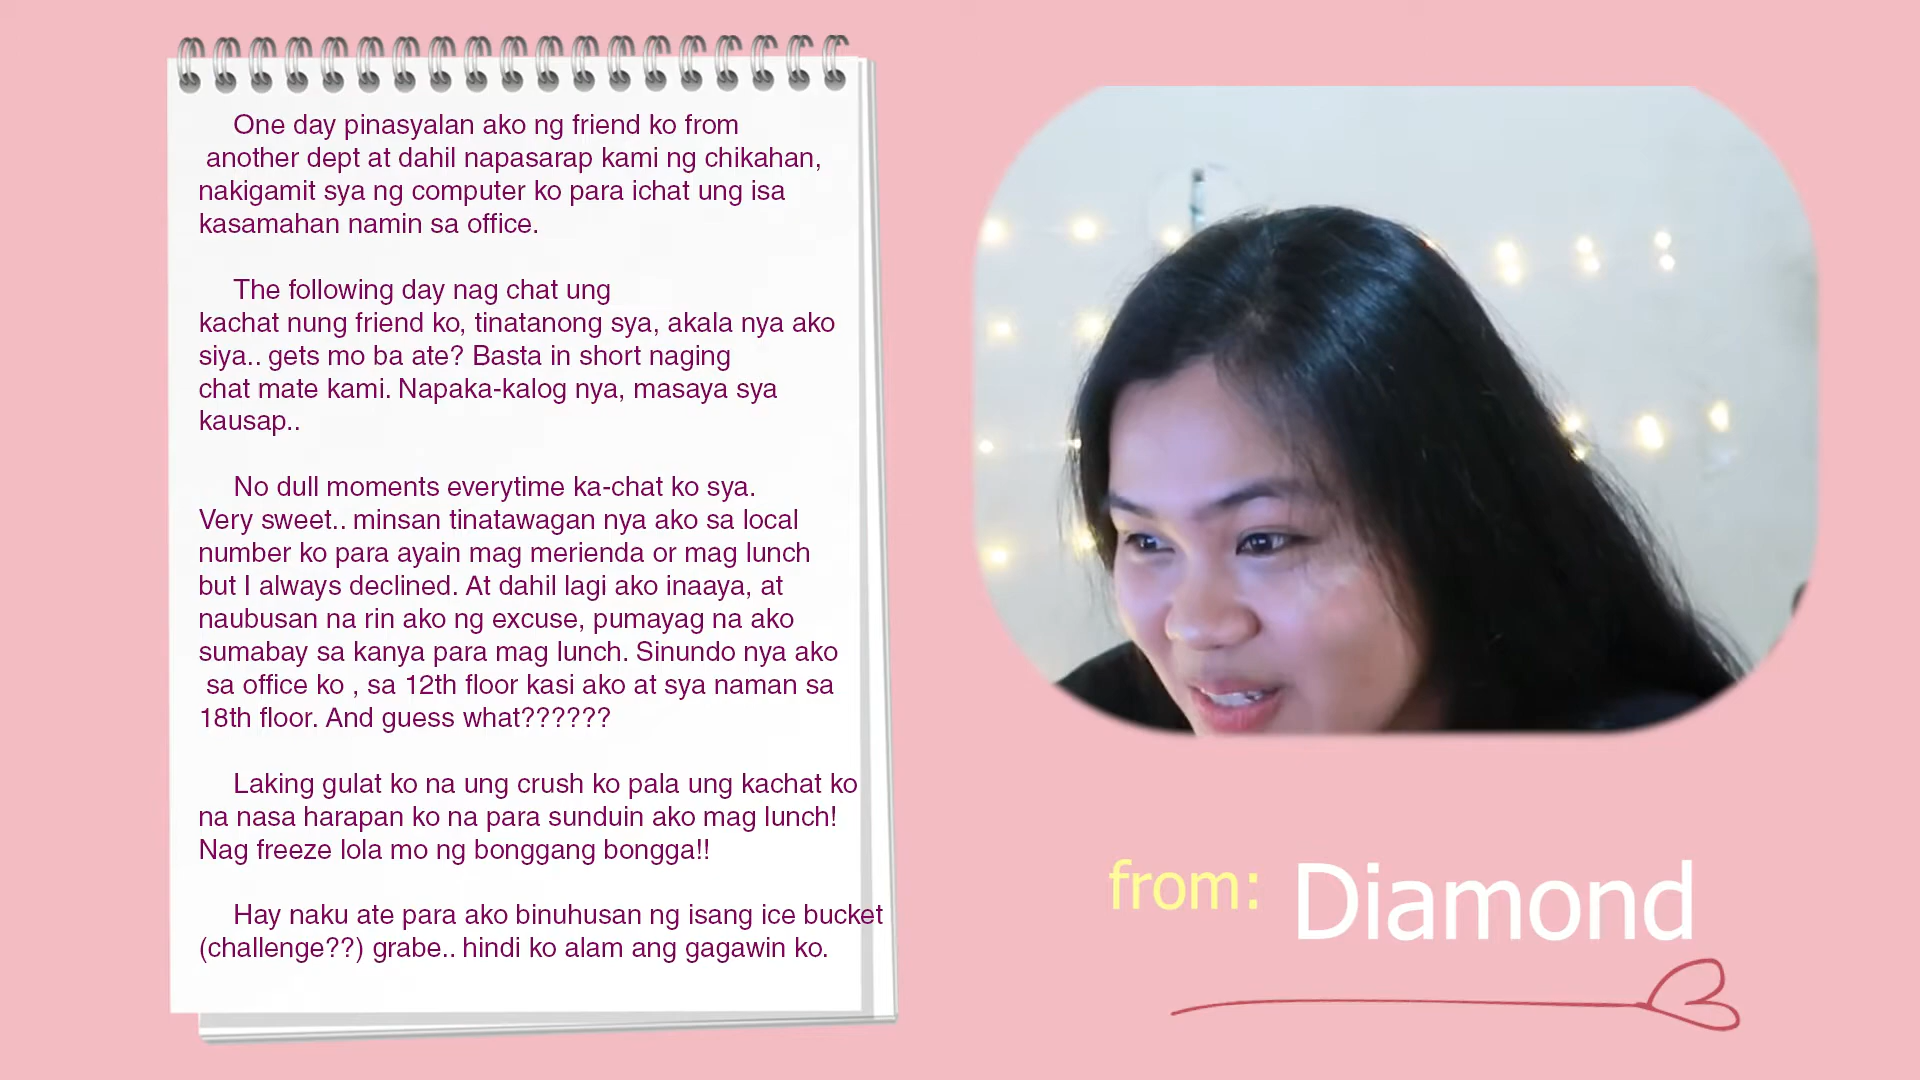 One day pinasyalan ako ng friend ko from
another dept at dahil napasarap kami ng chikahan,
nakigamit sya ng computer ko para ichat ung isa
kasamahan namin sa office.
The following day nag chat ung
kachat nung friend ko, tinatanong sya, akala nya ako
siya.. gets mo ba ate? Basta in short naging
chat mate kami. Napaka-kalog nya, masaya sya
kausap..
No dull moments everytime ka-chat ko sya.
Very sweet.. minsan tinatawagan nya ako sa local
number ko para ayain mag merienda or mag lunch
but I always declined. At dahil lagi ako inaaya, at
naubusan na rin ako ng excuse, pumayag na ako
sumabay sa kanya para mag lunch. Sinundo nya ako
sa office ko , sa 12th floor kasi ako at sya naman sa
18th floor. And guess what??????
Laking gulat ko na ung crush ko pala ung kachat ko
na nasa harapan ko na para sunduin ako mag lunch!
Nag freeze lola mo ng bonggang bongga!!
Hay naku ate para ako binuhusan ng isang ice bucket
(challenge??) grabe.. hindi ko alam ang gagawin ko.
from: Diamond